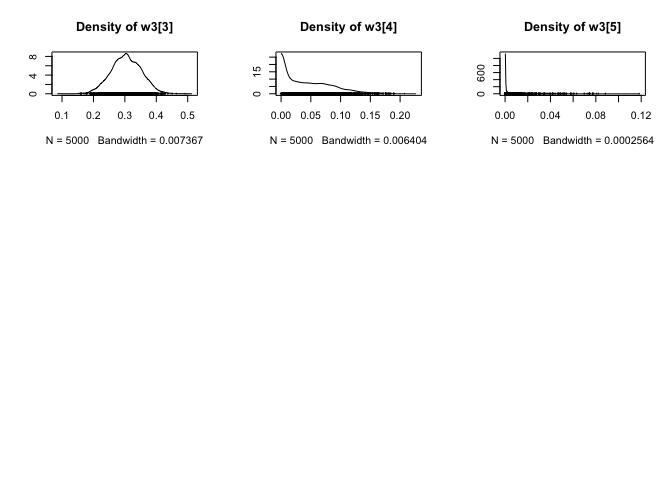 Density of w3[3]
8
4
0
0.1 0.2 0.3 0.4 0.5
N = 5000 Bandwidth = 0.007367
Density of w3[4]
15
0
0.00 0.05 0.10 0.15 0.20
N = 5000 Bandwidth = 0.006404
Density of w3[5]
600
0
0.00 0.04 0.08 0.12
N = 5000 Bandwidth = 0.0002564